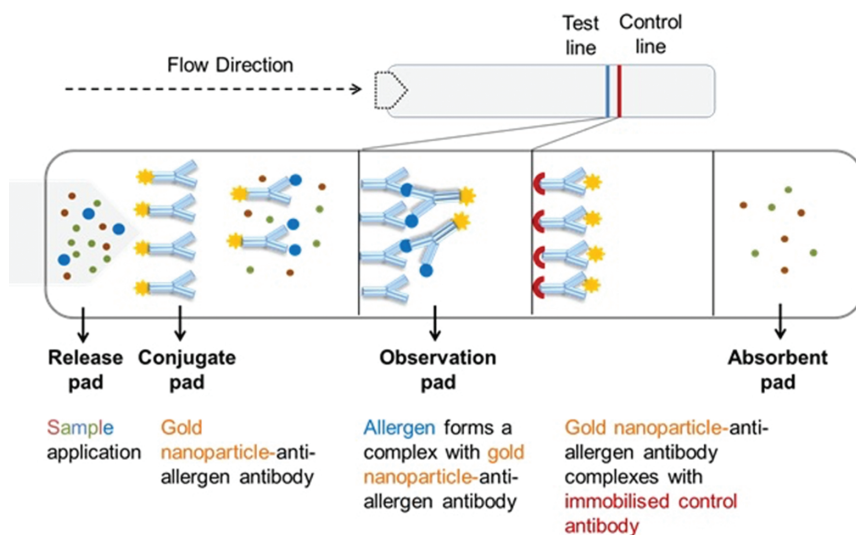 Test line
Control line
Flow Direction
Release pad
Conjugate pad
Observation pad
Absorbent pad
Sample application
Gold nanoparticle-anti-allergen antibody
Allergen forms a complex with gold nanoparticle-anti-allergen antibody
Gold nanoparticle-anti-allergen antibody complexes with immobilised control antibody